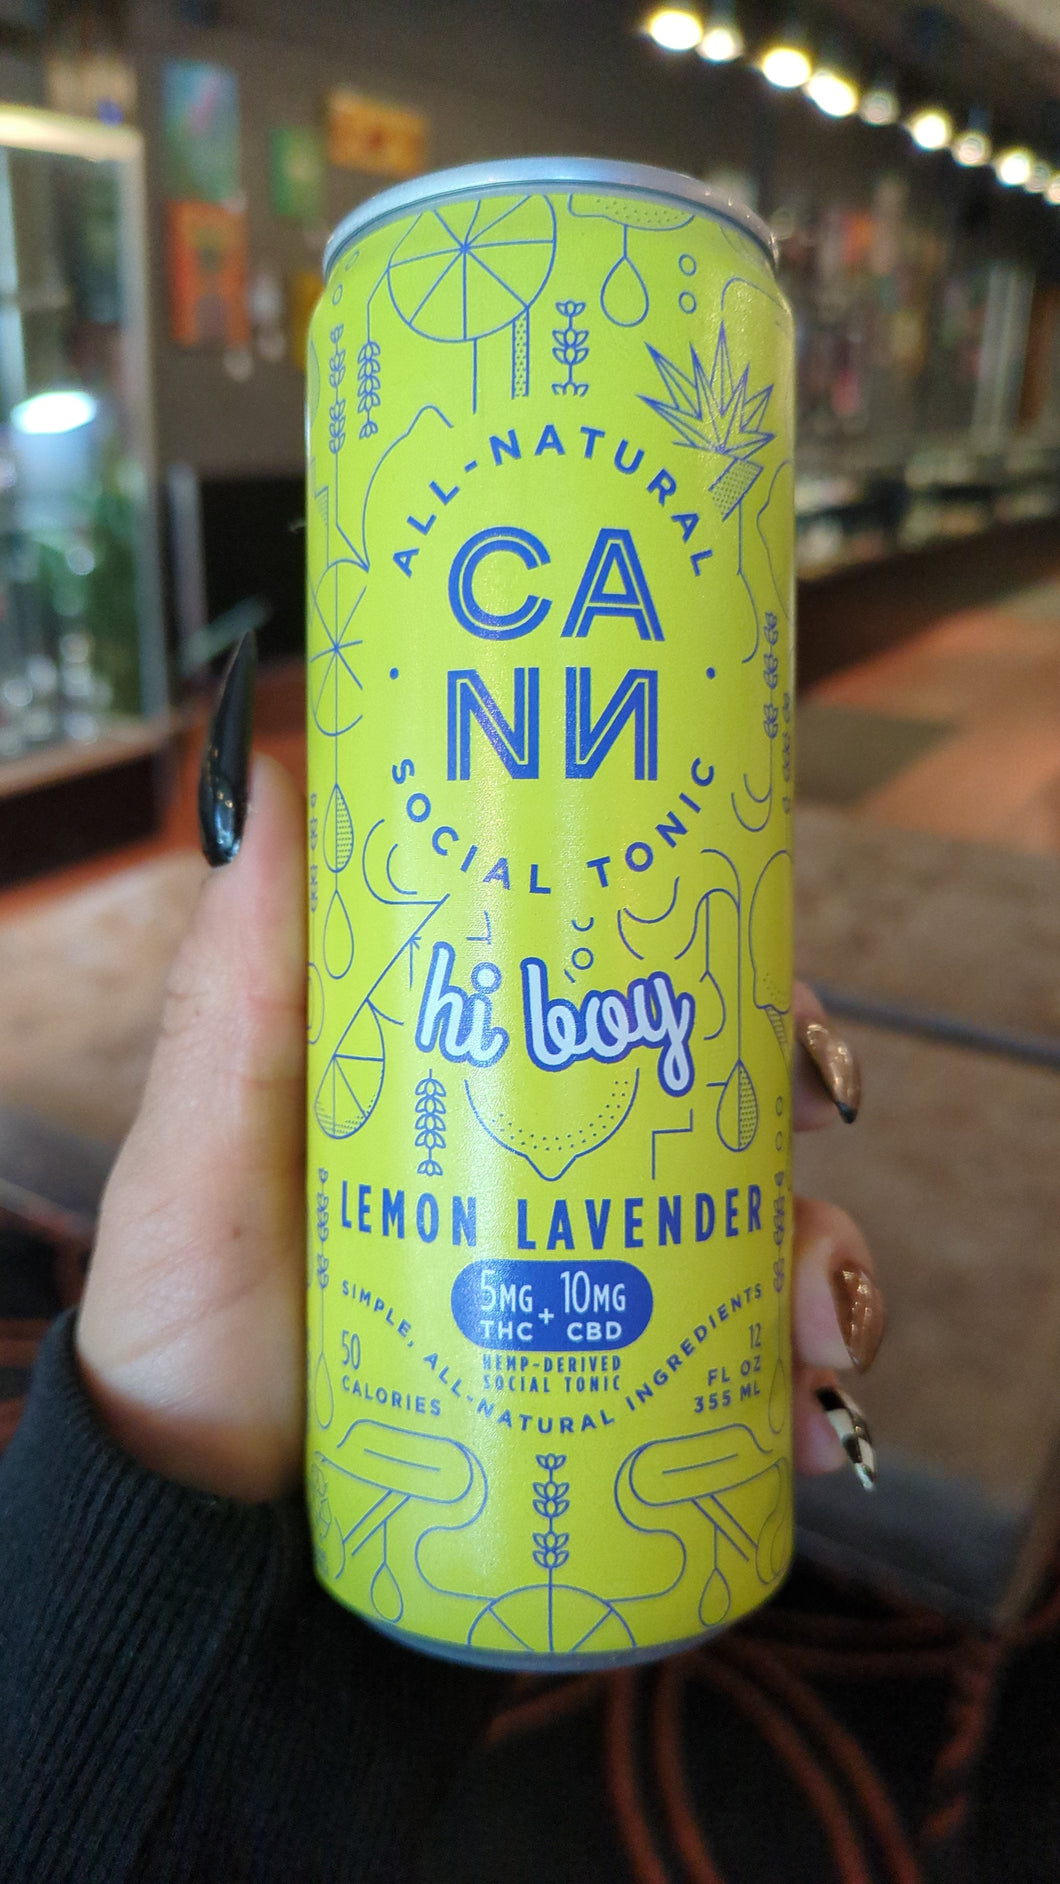 ALL-NATURAL
CA
NN
SOCIAL TONIC
hi boy
LEMON LAVENDER
5MG + 10MG
THC CBD
HEMP-DERIVED
SOCIAL TONIC
50
CALORIES
SIMPLE, ALL-NATURAL INGREDIENTS
12
FL OZ
355 ML